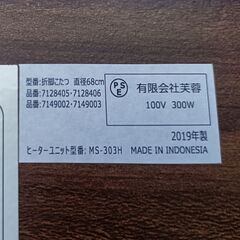 型番:折脚こたつ 直径68cm
品番:7128405・7128406
品番:7149002・7149003
PSE
有限会社芙蓉
100V 300W
2019年製
ヒーターユニット型番: MS-303H MADE IN INDONESIA